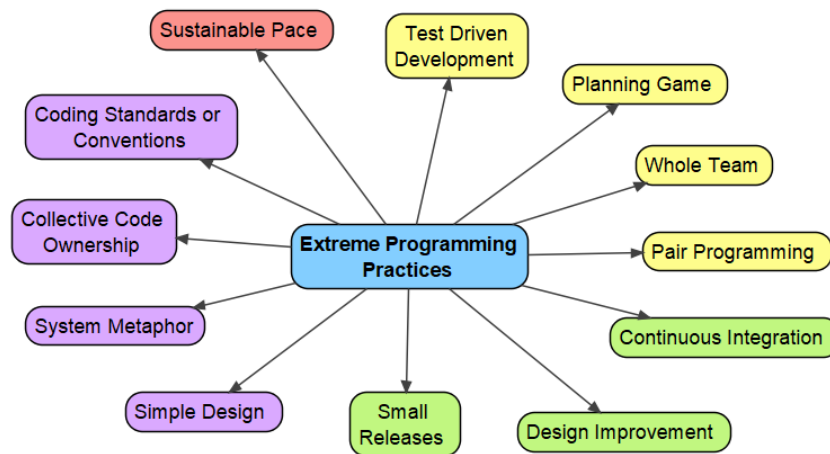 Sustainable Pace
Test Driven
Development
Planning Game
Coding Standards or
Conventions
Whole Team
Collective Code
Ownership
Extreme Programming
Practices
Pair Programming
System Metaphor
Continuous Integration
Simple Design
Small
Releases
Design Improvement